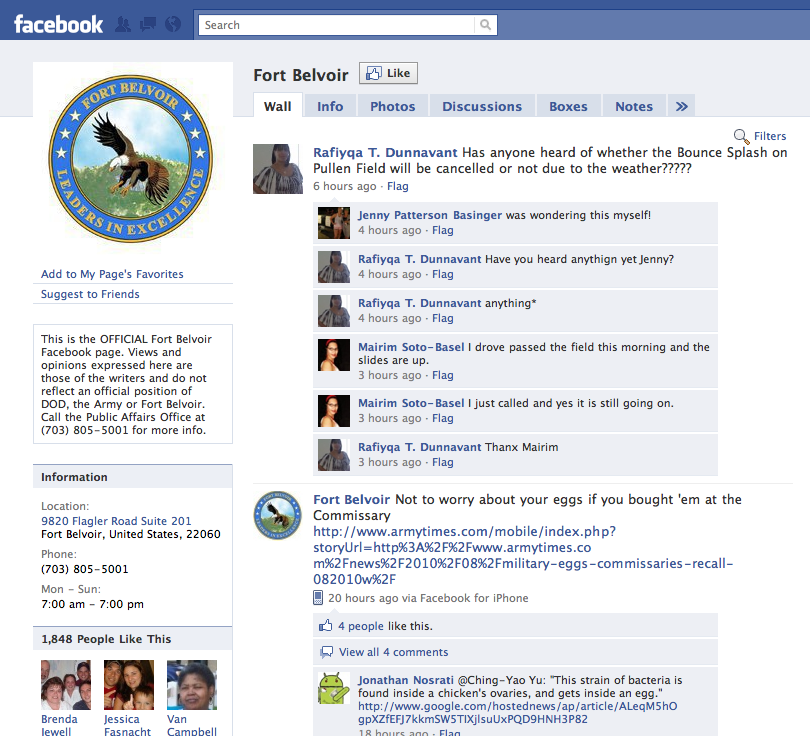 facebook
Search
FORT BELVOIR
LEADERS IN EXCELLENCE
Add to My Page's Favorites
Suggest to Friends
This is the OFFICIAL Fort Belvoir
Facebook page. Views and
opinions expressed here are
those of the writers and do not
reflect an official position of
DOD, the Army or Fort Belvoir.
Call the Public Affairs Office at
(703) 805-5001 for more info.
Information
Location:
9820 Flagler Road Suite 201
Fort Belvoir, United States, 22060
Phone:
(703) 805-5001
Mon - Sun:
7:00 am - 7:00 pm
1,848 People Like This
Brenda Jessica Van
Jewell Fasnacht Campbell
Fort Belvoir Like
Wall Info Photos Discussions Boxes Notes »
Filters
Rafiyqa T. Dunnavant Has anyone heard of whether the Bounce Splash on
Pullen Field will be cancelled or not due to the weather?????
6 hours ago · Flag
Jenny Patterson Basinger was wondering this myself!
4 hours ago · Flag
Rafiyqa T. Dunnavant Have you heard anythign yet Jenny?
4 hours ago · Flag
Rafiyqa T. Dunnavant anything*
4 hours ago · Flag
Mairim Soto-Basel I drove passed the field this morning and the
slides are up.
3 hours ago · Flag
Mairim Soto-Basel I just called and yes it is still going on.
3 hours ago · Flag
Rafiyqa T. Dunnavant Thanx Mairim
3 hours ago · Flag
Fort Belvoir Not to worry about your eggs if you bought 'em at the
Commissary
http://www.armytimes.com/mobile/index.php?
storyUrl=http%3A%2F%2Fwww.armytimes.co
m%2Fnews%2F2010%2F08%2Fmilitary-eggs-commissaries-recall-
082010w%2F
20 hours ago via Facebook for iPhone
4 people like this.
View all 4 comments
Jonathan Nosrati @Ching-Yao Yu: "This strain of bacteria is
found inside a chicken's ovaries, and gets inside an egg."
http://www.google.com/hostednews/ap/article/ALeqM5hO
gpXZfEFJ7kkmSW5TIXjlsuUxPQD9HNH3P82
18 hours ago · Flag